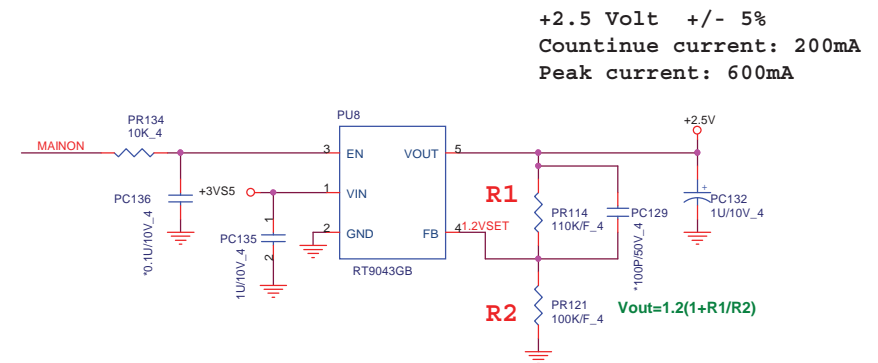 +2.5 Volt +/- 5%
Countinue current: 200mA
Peak current: 600mA
PR134
10K_4
MAINON
PC136
*0.1U/10V_4
+3VS5
1
2
PC135
1U/10V_4
PU8
3 EN
VOUT 5
1 VIN
2 GND
FB 4
RT9043GB
1.2VSET
R1
PR114
110K/F_4
PC129
*100P/50V_4
+2.5V
+
PC132
1U/10V_4
R2
PR121
100K/F_4
Vout=1.2(1+R1/R2)